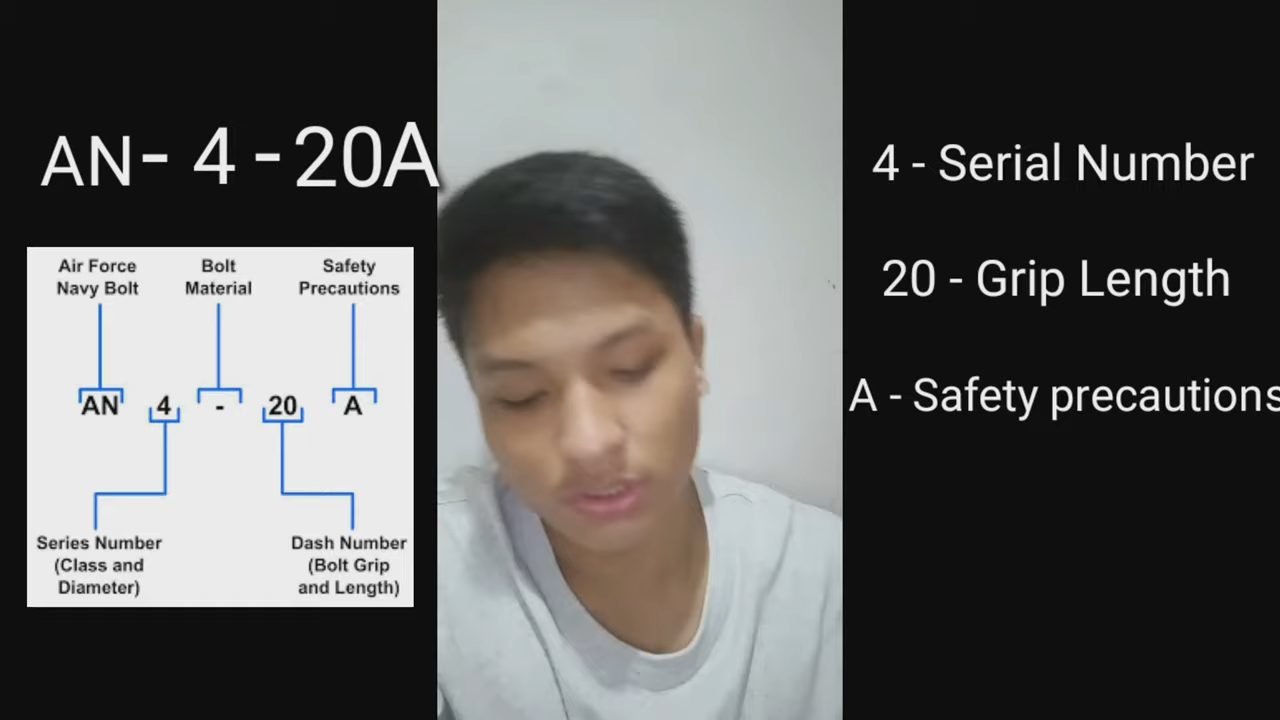 AN- 4 - 20A
Air Force
Navy Bolt
Bolt
Material
Safety
Precautions
AN 4 - 20 A
Series Number
(Class and
Diameter)
Dash Number
(Bolt Grip
and Length)
4 - Serial Number
20 - Grip Length
A - Safety precautions